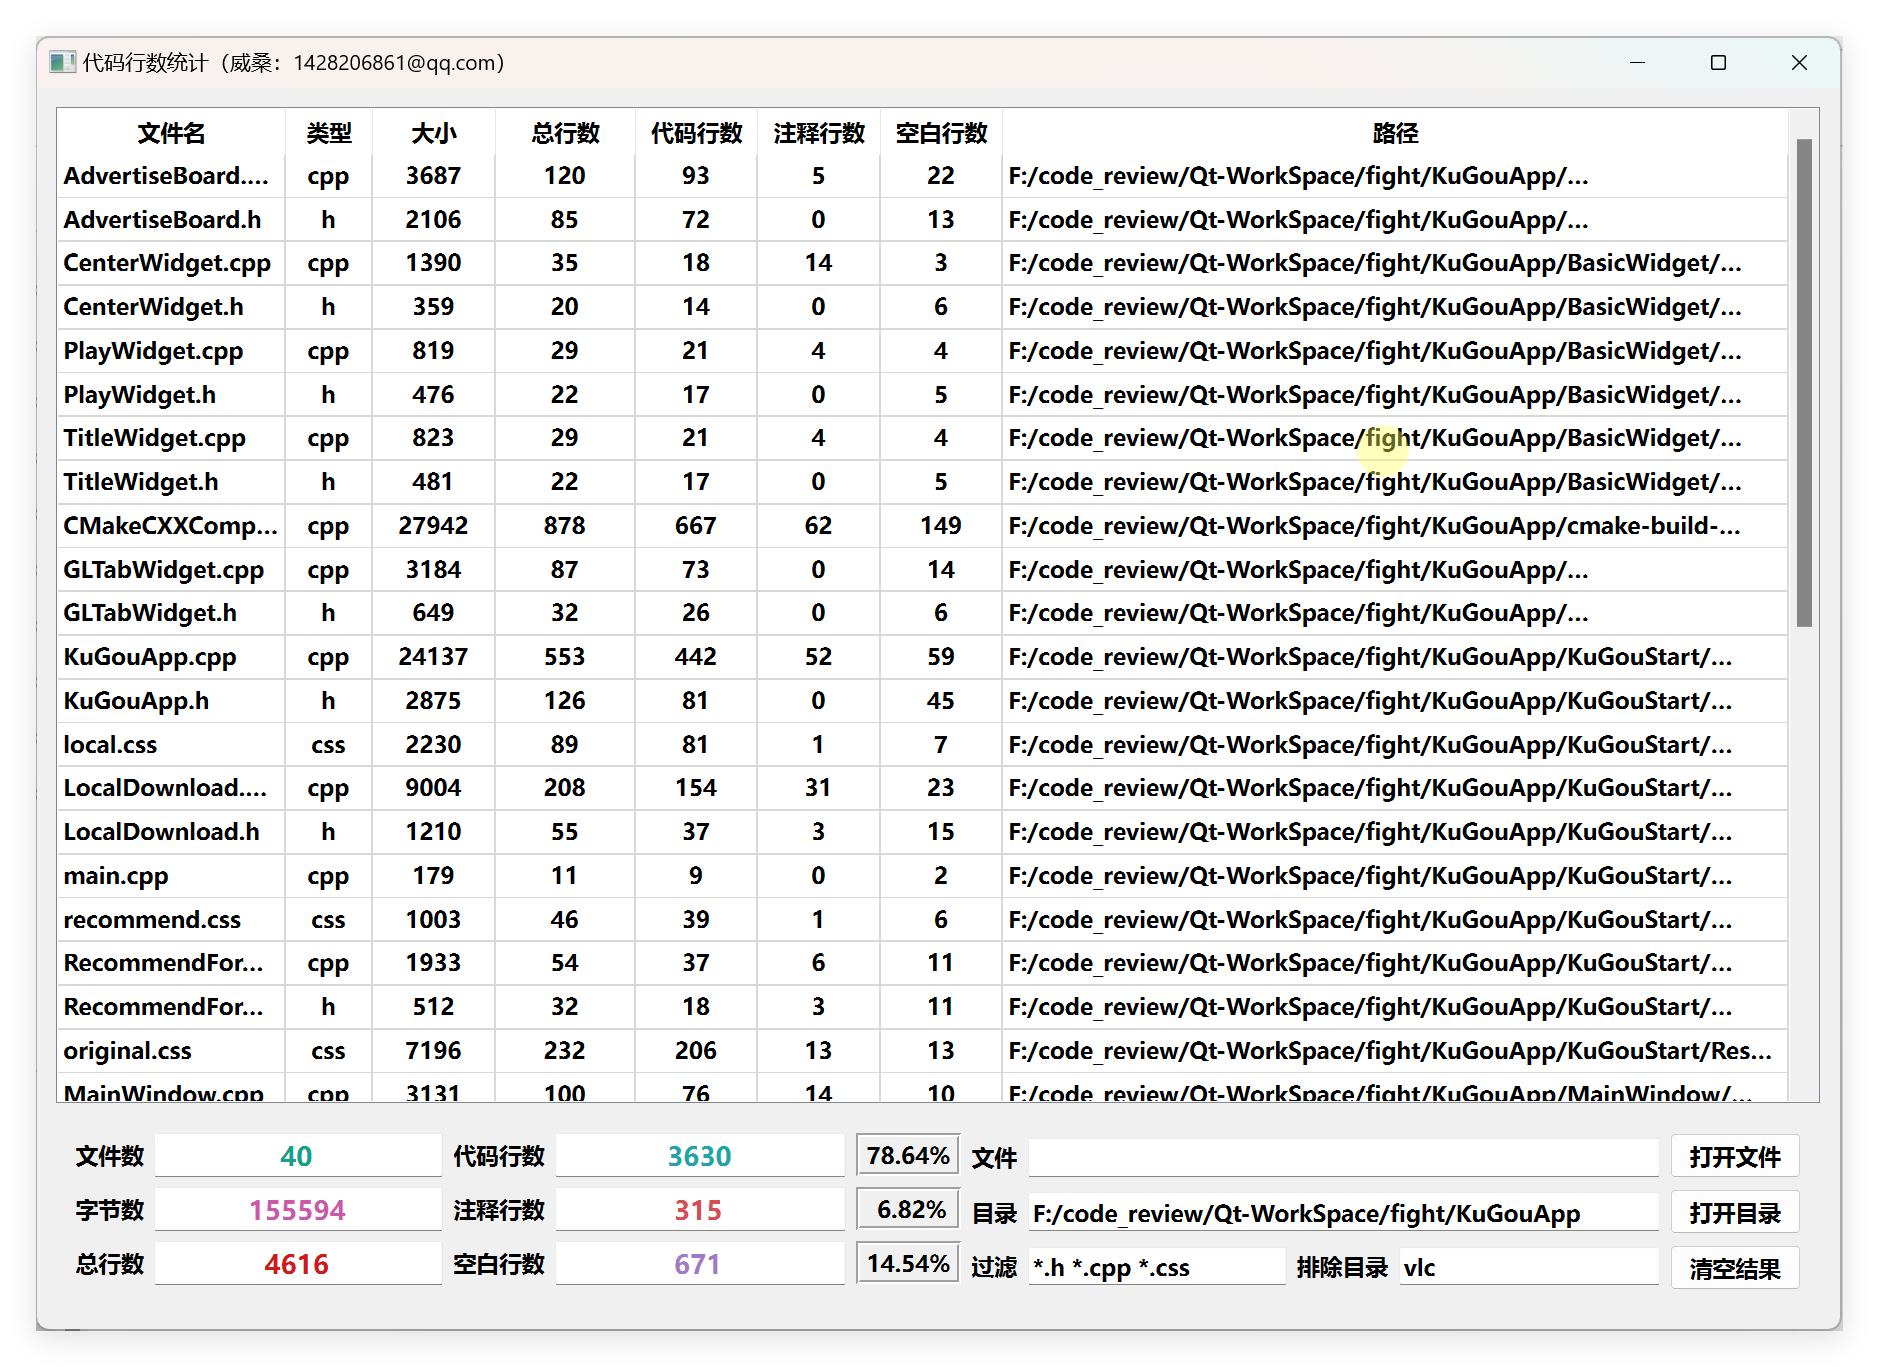 代码行数统计（威桑：1428206861@qq.com）
文件名 类型 大小 总行数 代码行数 注释行数 空白行数 路径
AdvertiseBoard.... cpp 3687 120 93 5 22 F:/code_review/Qt-WorkSpace/fight/KuGouApp/...
AdvertiseBoard.h h 2106 85 72 0 13 F:/code_review/Qt-WorkSpace/fight/KuGouApp/...
CenterWidget.cpp cpp 1390 35 18 14 3 F:/code_review/Qt-WorkSpace/fight/KuGouApp/BasicWidget/...
CenterWidget.h h 359 20 14 0 6 F:/code_review/Qt-WorkSpace/fight/KuGouApp/BasicWidget/...
PlayWidget.cpp cpp 819 29 21 4 4 F:/code_review/Qt-WorkSpace/fight/KuGouApp/BasicWidget/...
PlayWidget.h h 476 22 17 0 5 F:/code_review/Qt-WorkSpace/fight/KuGouApp/BasicWidget/...
TitleWidget.cpp cpp 823 29 21 4 4 F:/code_review/Qt-WorkSpace/fight/KuGouApp/BasicWidget/...
TitleWidget.h h 481 22 17 0 5 F:/code_review/Qt-WorkSpace/fight/KuGouApp/BasicWidget/...
CMakeCXXComp... cpp 27942 878 667 62 149 F:/code_review/Qt-WorkSpace/fight/KuGouApp/cmake-build-...
GLTabWidget.cpp cpp 3184 87 73 0 14 F:/code_review/Qt-WorkSpace/fight/KuGouApp/...
GLTabWidget.h h 649 32 26 0 6 F:/code_review/Qt-WorkSpace/fight/KuGouApp/...
KuGouApp.cpp cpp 24137 553 442 52 59 F:/code_review/Qt-WorkSpace/fight/KuGouApp/KuGouStart/...
KuGouApp.h h 2875 126 81 0 45 F:/code_review/Qt-WorkSpace/fight/KuGouApp/KuGouStart/...
local.css css 2230 89 81 1 7 F:/code_review/Qt-WorkSpace/fight/KuGouApp/KuGouStart/...
LocalDownload.... cpp 9004 208 154 31 23 F:/code_review/Qt-WorkSpace/fight/KuGouApp/KuGouStart/...
LocalDownload.h h 1210 55 37 3 15 F:/code_review/Qt-WorkSpace/fight/KuGouApp/KuGouStart/...
main.cpp cpp 179 11 9 0 2 F:/code_review/Qt-WorkSpace/fight/KuGouApp/KuGouStart/...
recommend.css css 1003 46 39 1 6 F:/code_review/Qt-WorkSpace/fight/KuGouApp/KuGouStart/...
RecommendFor... cpp 1933 54 37 6 11 F:/code_review/Qt-WorkSpace/fight/KuGouApp/KuGouStart/...
RecommendFor... h 512 32 18 3 11 F:/code_review/Qt-WorkSpace/fight/KuGouApp/KuGouStart/...
original.css css 7196 232 206 13 13 F:/code_review/Qt-WorkSpace/fight/KuGouApp/KuGouStart/Res...
MainWindow.cpp cpp 3131 100 76 14 10 F:/code_review/Qt-WorkSpace/fight/KuGouApp/MainWindow/...
文件数 40 代码行数 3630 78.64% 文件 打开文件
字节数 155594 注释行数 315 6.82% 目录 F:/code_review/Qt-WorkSpace/fight/KuGouApp 打开目录
总行数 4616 空白行数 671 14.54% 过滤 *.h *.cpp *.css 排除目录 vlc 清空结果